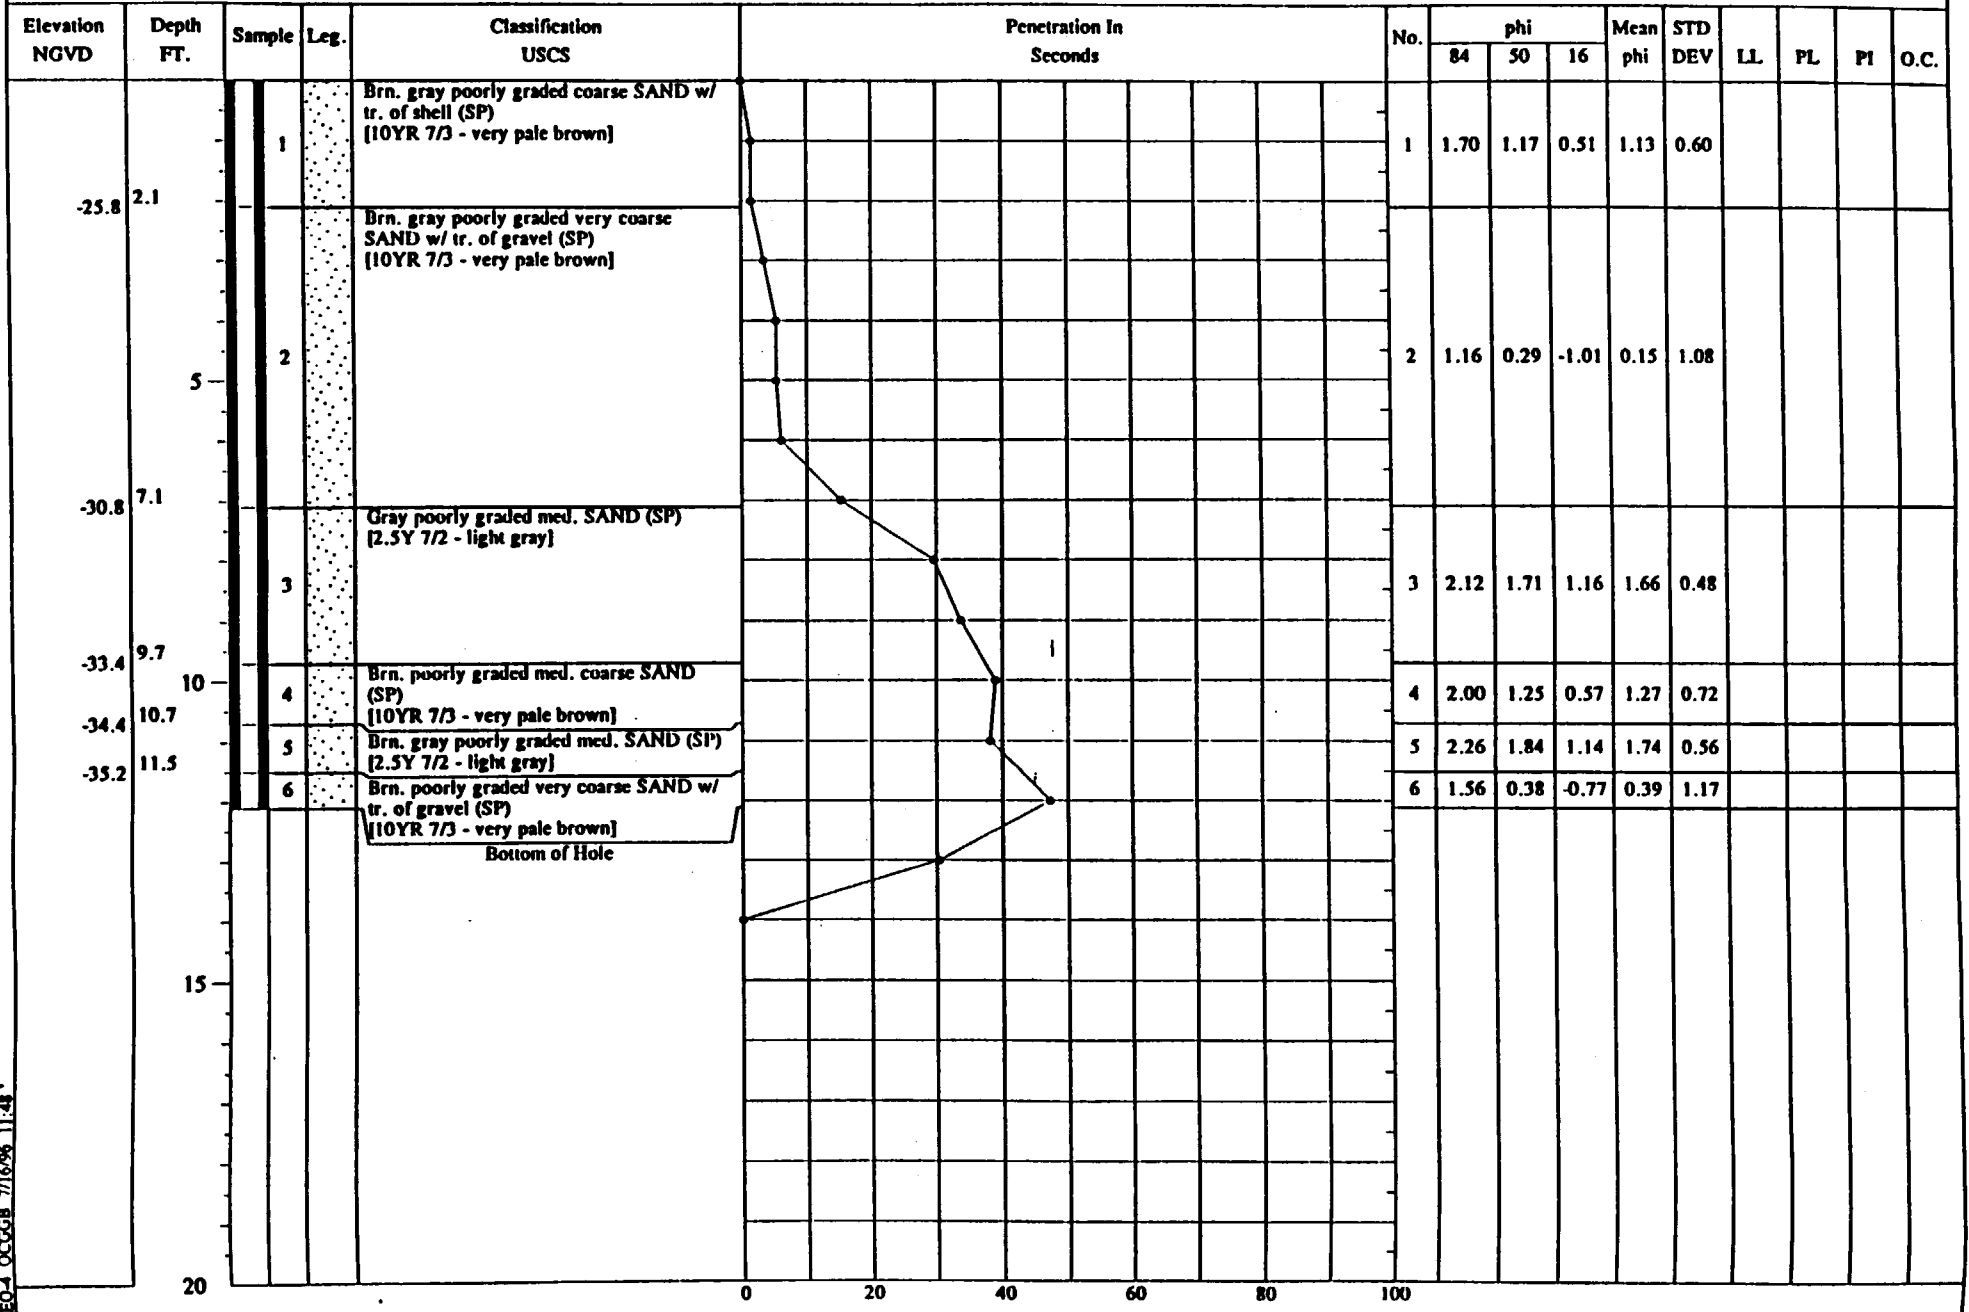 Elevation NGVD
Depth FT.
Sample
Leg.
Classification USCS
Penetration In Seconds
No.
phi
84 50 16
Mean phi
STD DEV
LL
PL
PI
O.C.
Brn. gray poorly graded coarse SAND w/
tr. of shell (SP)
[10YR 7/3 - very pale brown]
1
1 1.70 1.17 0.51 1.13 0.60
-25.8 2.1
Brn. gray poorly graded very coarse
SAND w/ tr. of gravel (SP)
[10YR 7/3 - very pale brown]
2
2 1.16 0.29 -1.01 0.15 1.08
5
-30.8 7.1
Gray poorly graded med. SAND (SP)
[2.5Y 7/2 - light gray]
3
3 2.12 1.71 1.16 1.66 0.48
-33.4 9.7
10
Brn. poorly graded med. coarse SAND
(SP)
[10YR 7/3 - very pale brown]
4
4 2.00 1.25 0.57 1.27 0.72
-34.4 10.7
Brn. gray poorly graded med. SAND (SP)
[2.5Y 7/2 - light gray]
5
5 2.26 1.84 1.14 1.74 0.56
-35.2 11.5
Brn. poorly graded very coarse SAND w/
tr. of gravel (SP)
[10YR 7/3 - very pale brown]
6
6 1.56 0.38 -0.77 0.39 1.17
Bottom of Hole
15
20
0 20 40 60 80 100
7/16/96 11:48